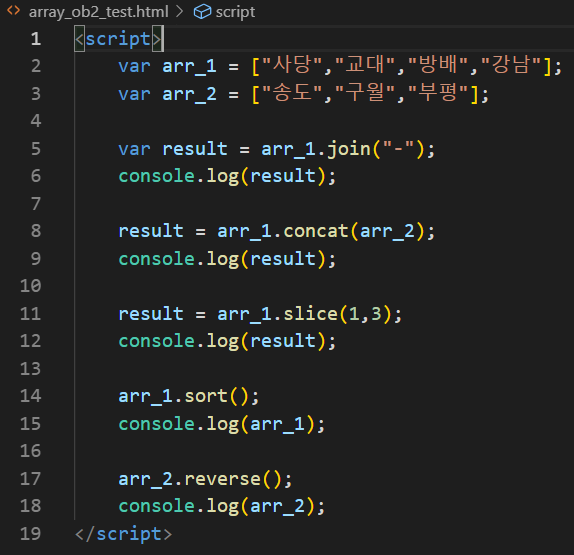 array_ob2_test.html > script
1 <script>
2 var arr_1 = ["사당","교대","방배","강남"];
3 var arr_2 = ["송도","구월","부평"];
4
5 var result = arr_1.join("-");
6 console.log(result);
7
8 result = arr_1.concat(arr_2);
9 console.log(result);
10
11 result = arr_1.slice(1,3);
12 console.log(result);
13
14 arr_1.sort();
15 console.log(arr_1);
16
17 arr_2.reverse();
18 console.log(arr_2);
19 </script>